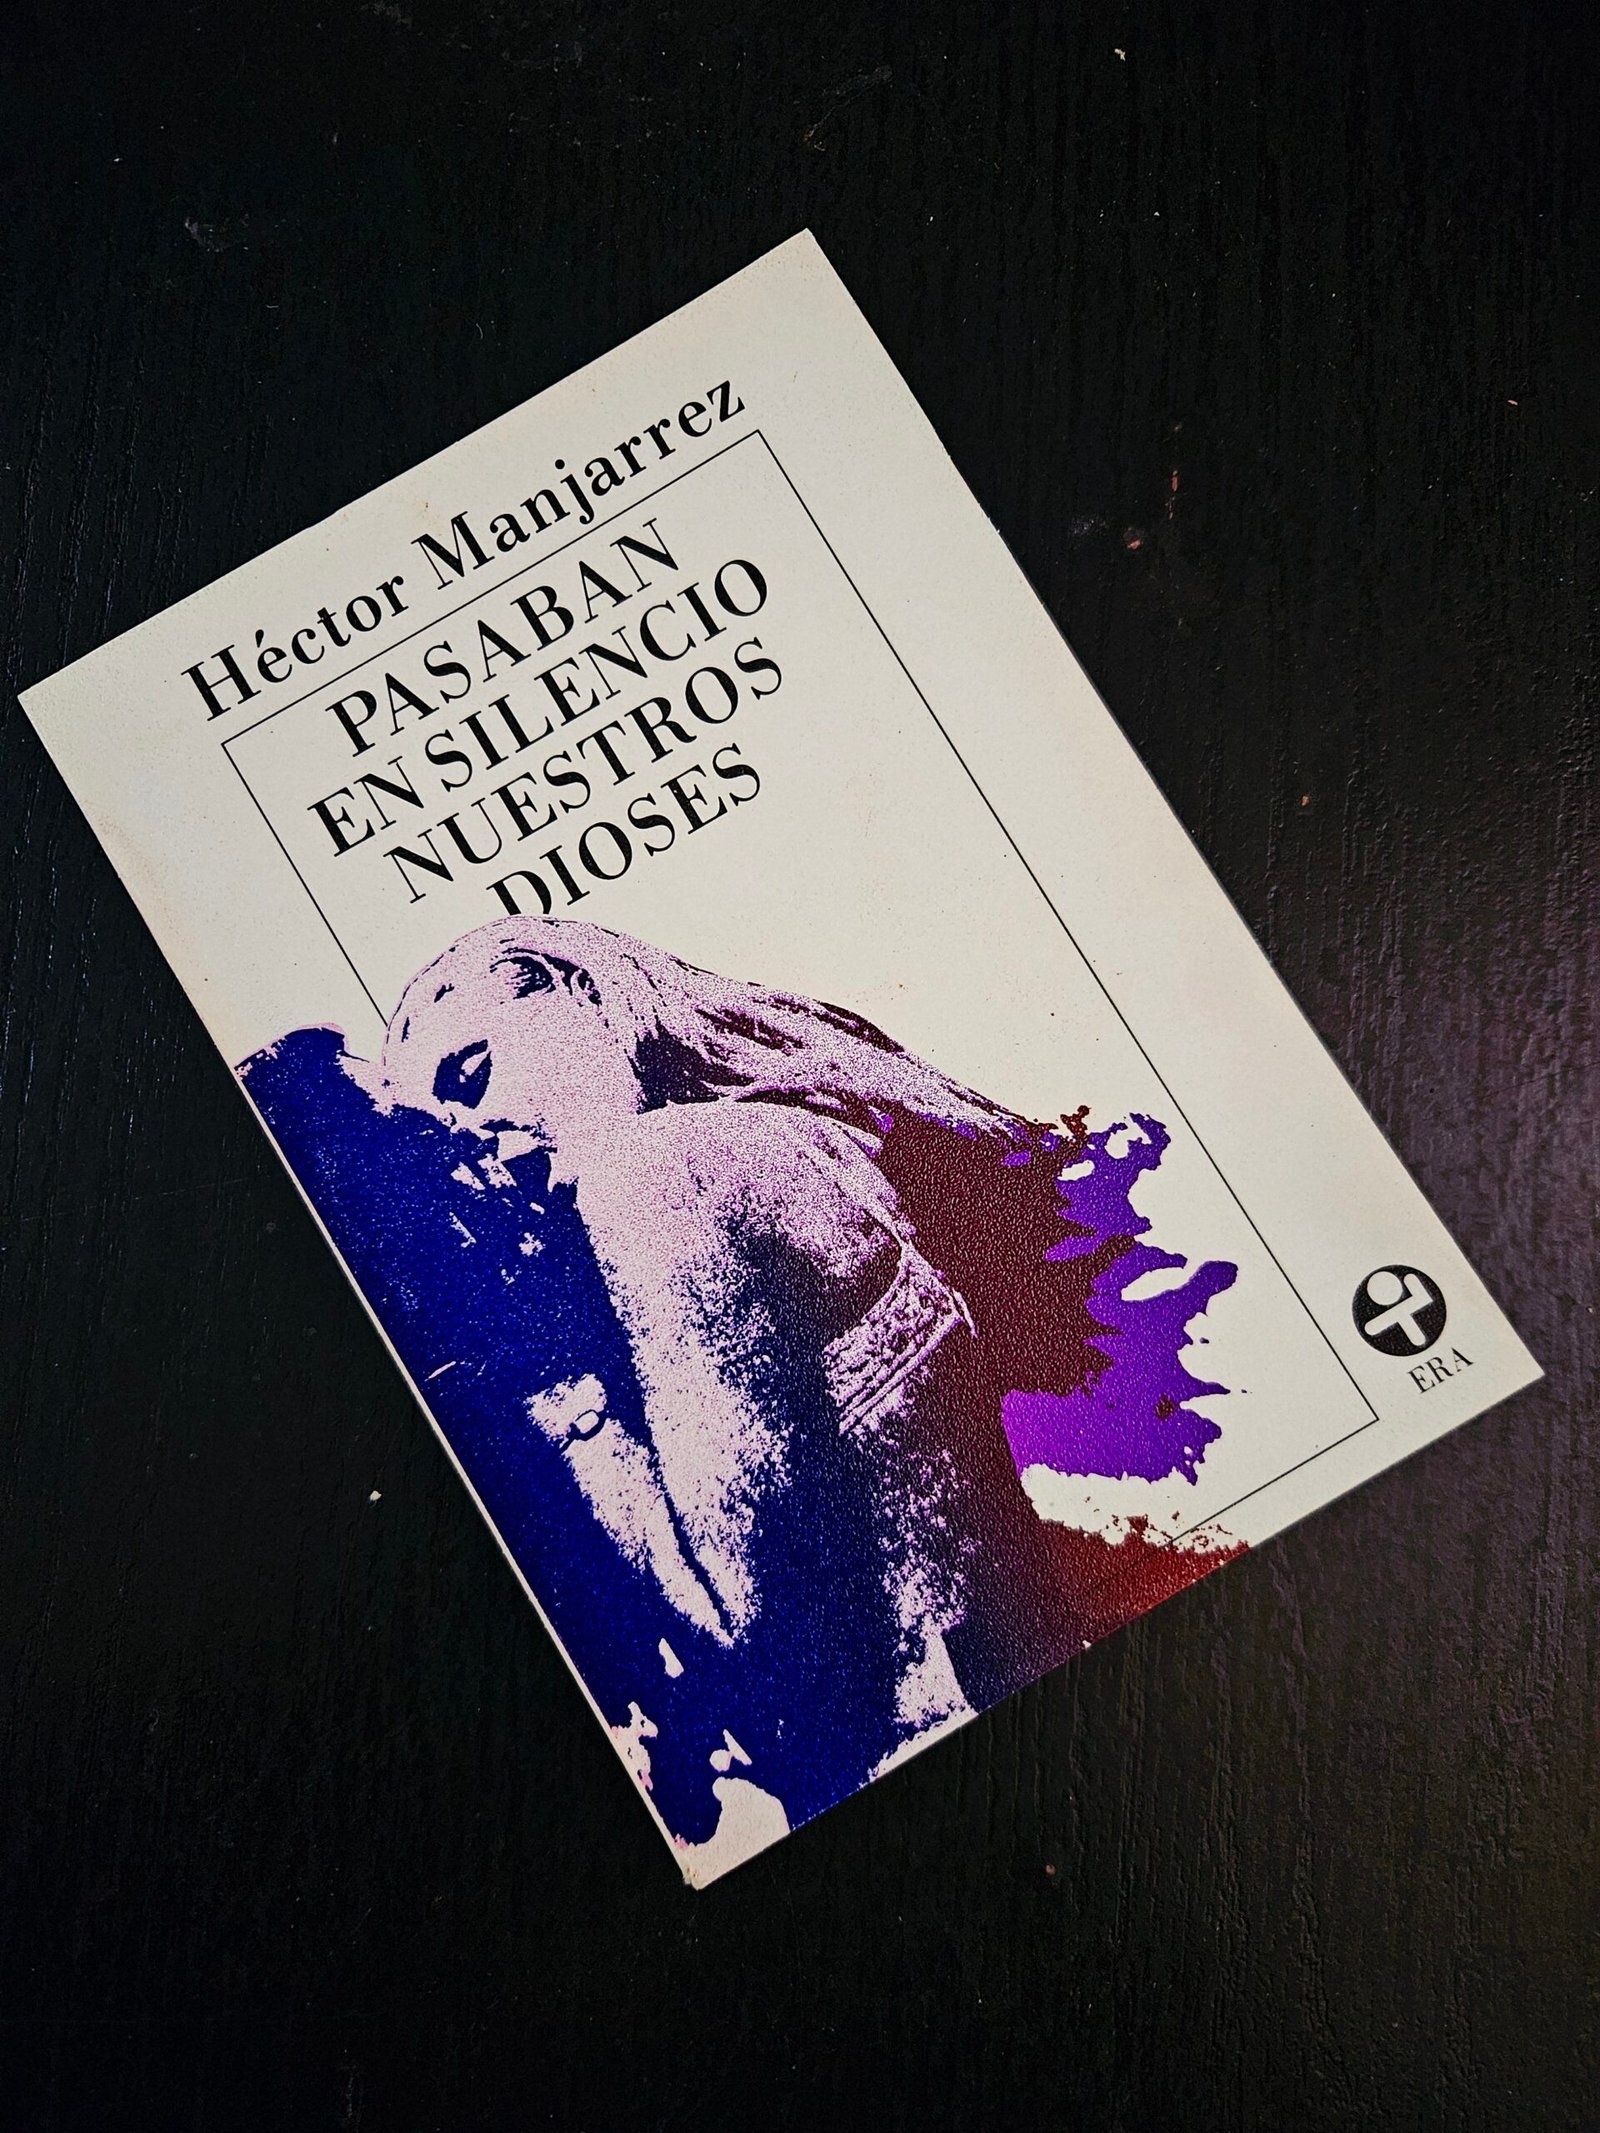 Héctor Manjarrez
PASABAN
EN SILENCIO
NUESTROS
DIOSES
ERA